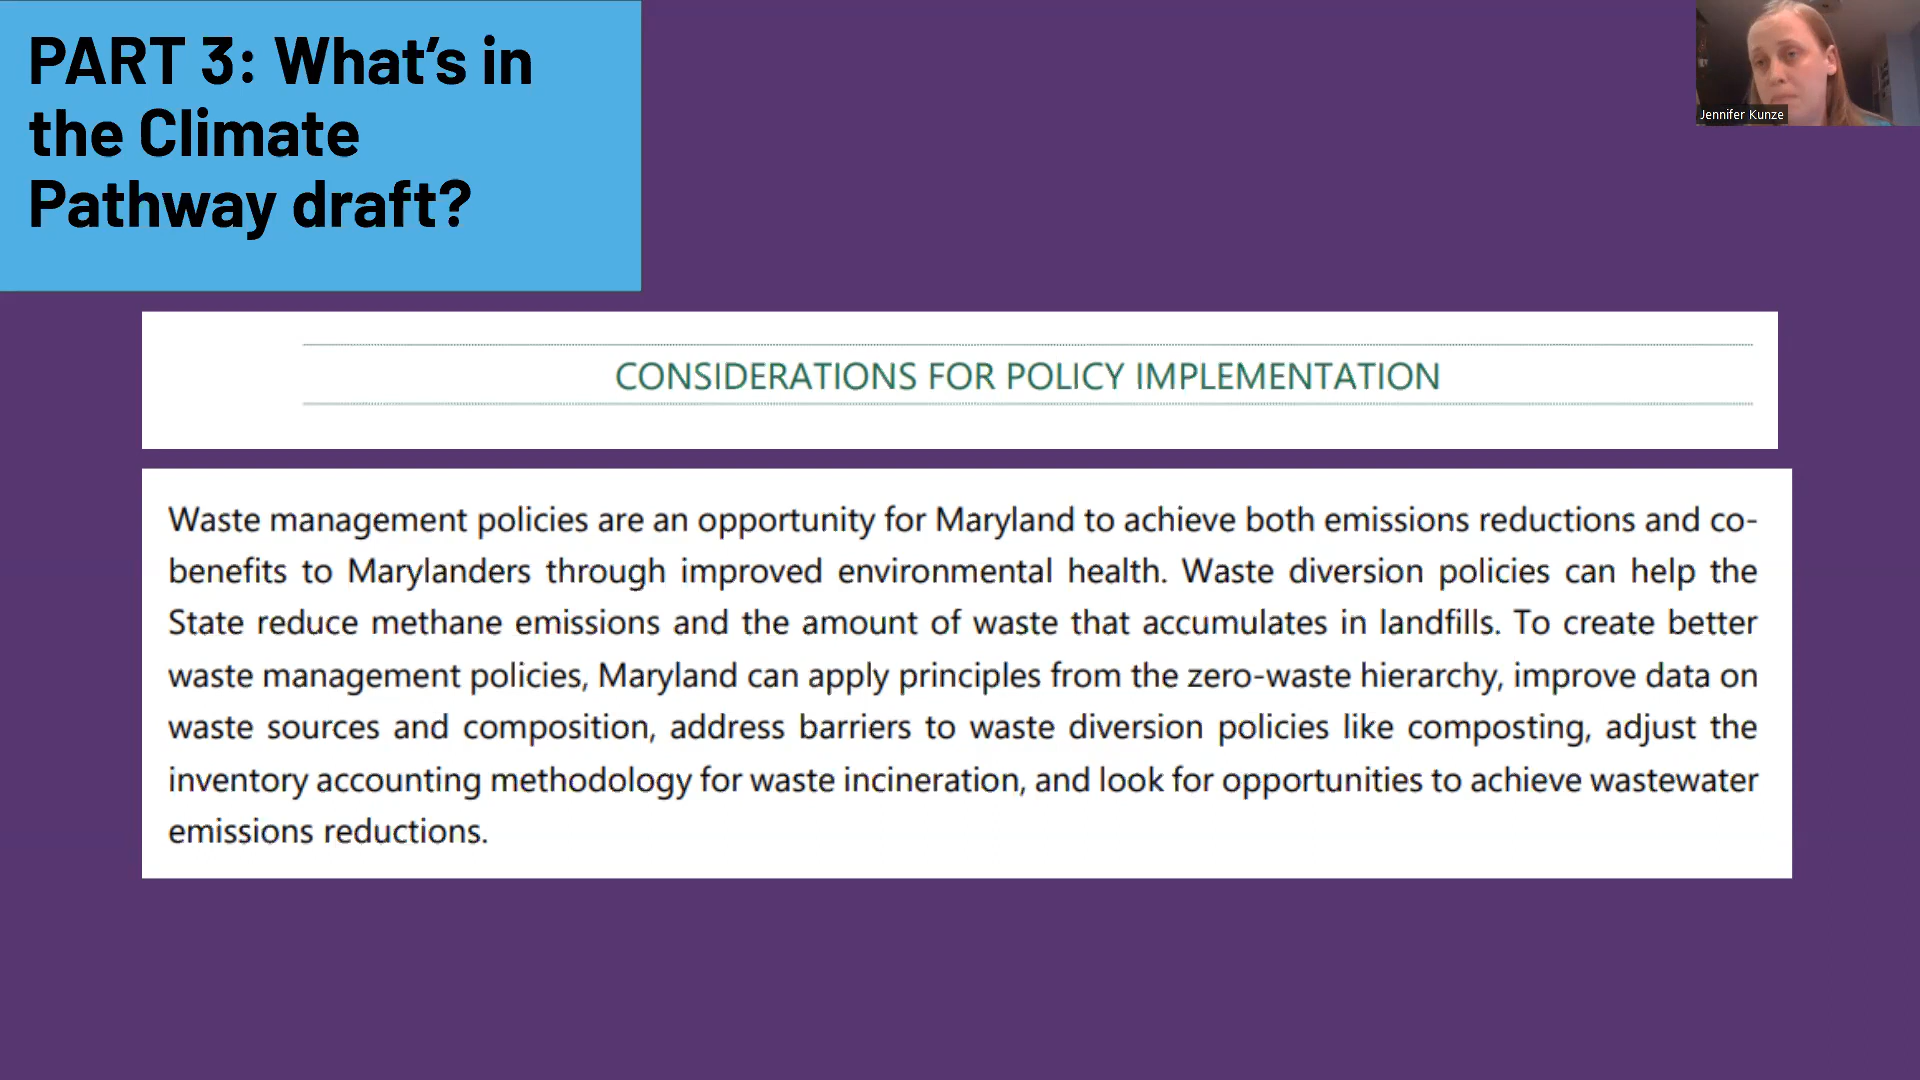 PART 3: What's in
the Climate
Pathway draft?
Jennifer Kunze
CONSIDERATIONS FOR POLICY IMPLEMENTATION
Waste management policies are an opportunity for Maryland to achieve both emissions reductions and co-
benefits to Marylanders through improved environmental health. Waste diversion policies can help the
State reduce methane emissions and the amount of waste that accumulates in landfills. To create better
waste management policies, Maryland can apply principles from the zero-waste hierarchy, improve data on
waste sources and composition, address barriers to waste diversion policies like composting, adjust the
inventory accounting methodology for waste incineration, and look for opportunities to achieve wastewater
emissions reductions.